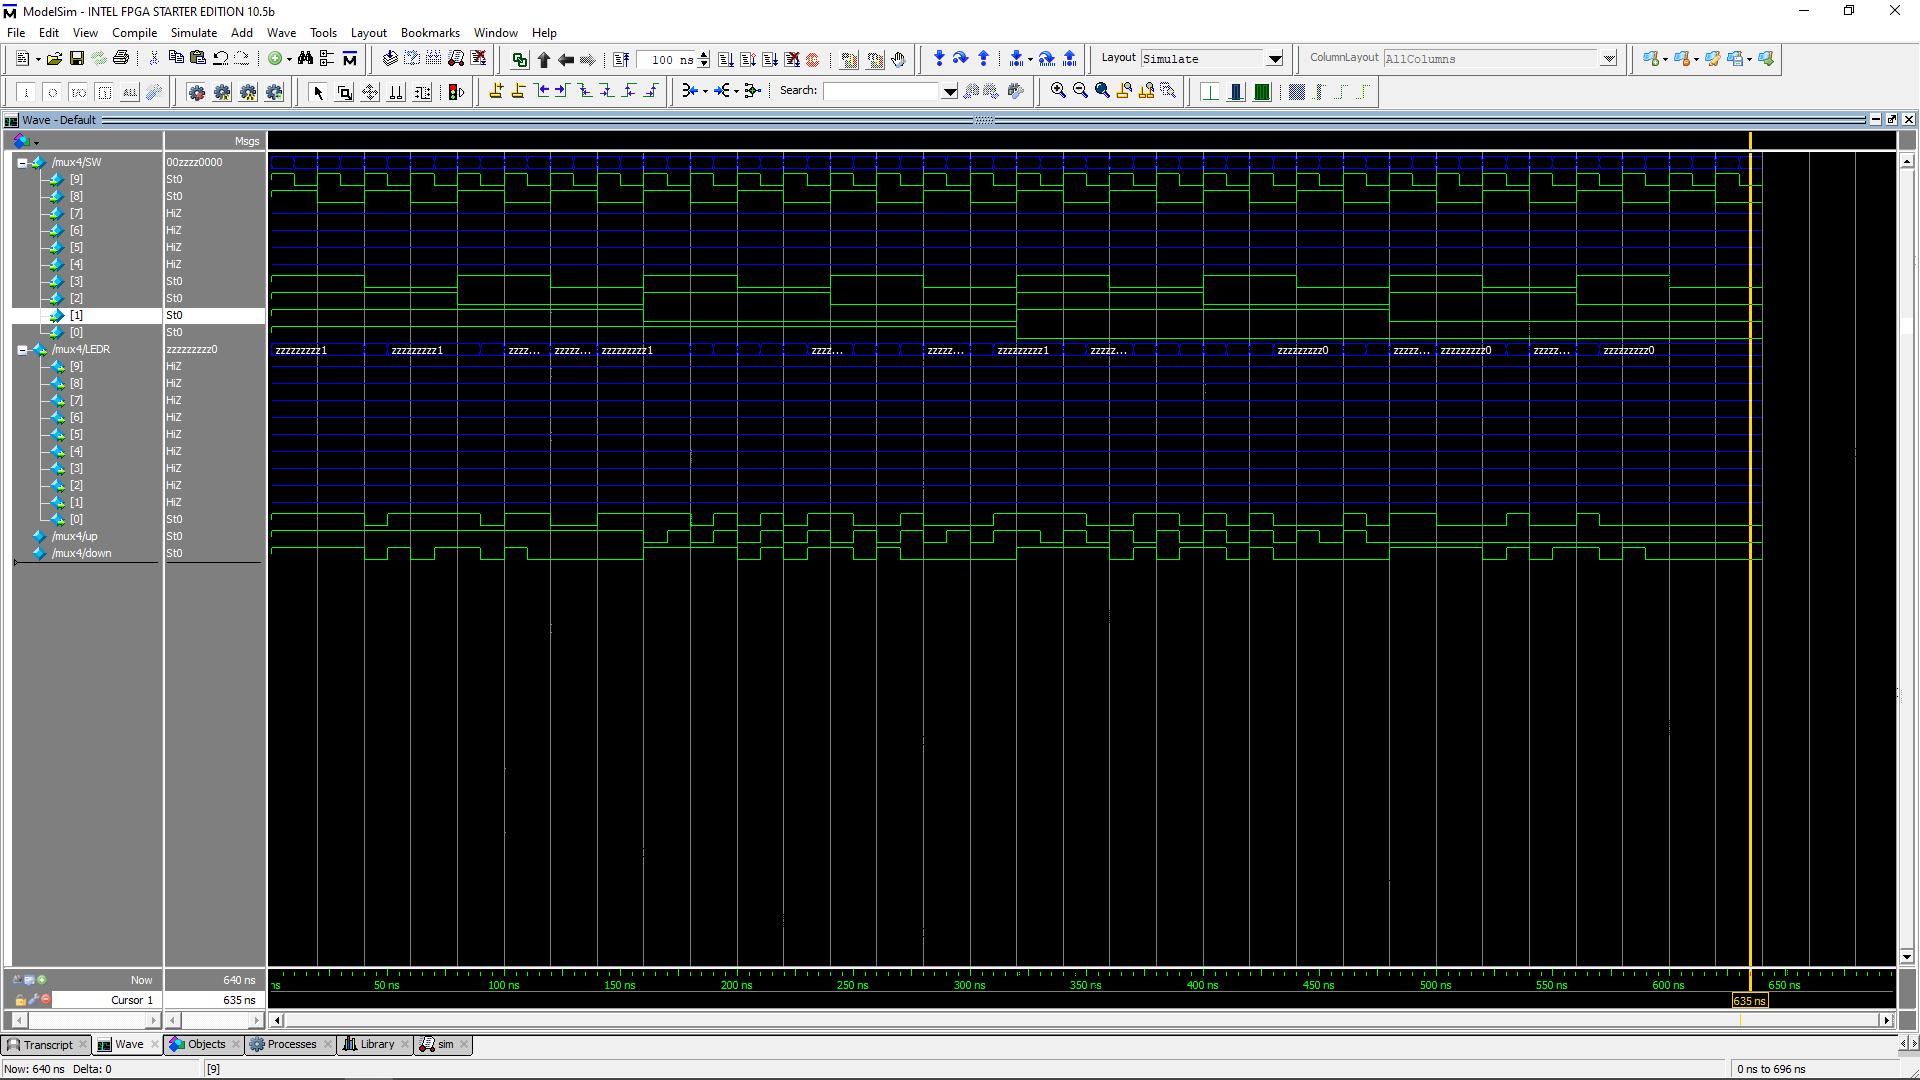 ModelSim - INTEL FPGA STARTER EDITION 10.5b
File Edit View Compile Simulate Add Wave Tools Layout Bookmarks Window Help
100 ns
Layout Simulate
ColumnLayout AllColumns
Search:
Wave - Default
Msgs
/mux4/SW 00zzzz0000
[9] St0
[8] St0
[7] HiZ
[6] HiZ
[5] HiZ
[4] HiZ
[3] St0
[2] St0
[1] St0
[0] St0
/mux4/LEDR zzzzzzzzz0 zzzzzzzzz1 zzzzzzzzz1 zzzz... zzzzz... zzzzzzzzz1 zzzz... zzzzz... zzzzzzzzz1 zzzzz... zzzzzzzzz0 zzzzz... zzzzzzzzz0 zzzzz... zzzzzzzzz0
[9] HiZ
[8] HiZ
[7] HiZ
[6] HiZ
[5] HiZ
[4] HiZ
[3] HiZ
[2] HiZ
[1] HiZ
[0] St0
/mux4/up St0
/mux4/down St0
Now 640 ns ns 50 ns 100 ns 150 ns 200 ns 250 ns 300 ns 350 ns 400 ns 450 ns 500 ns 550 ns 600 ns 650 ns
Cursor 1 635 ns 635 ns
Transcript Wave Objects Processes Library sim
Now: 640 ns Delta: 0 [9] 0 ns to 696 ns